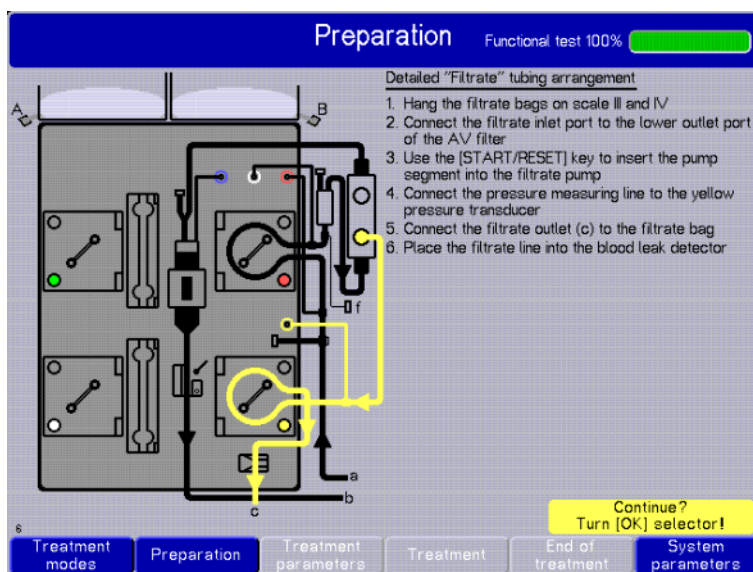 Preparation
Functional test 100%
Detailed "Filtrate" tubing arrangement
1. Hang the filtrate bags on scale III and IV
2. Connect the filtrate inlet port to the lower outlet port
of the AV filter
3. Use the [START/RESET] key to insert the pump
segment into the filtrate pump
4. Connect the pressure measuring line to the yellow
pressure transducer
5. Connect the filtrate outlet (c) to the filtrate bag
6. Place the filtrate line into the blood leak detector
A
B
f
a
b
c
Continue?
Turn [OK] selector!
6
Treatment
modes
Preparation
Treatment
parameters
Treatment
End of
treatment
System
parameters